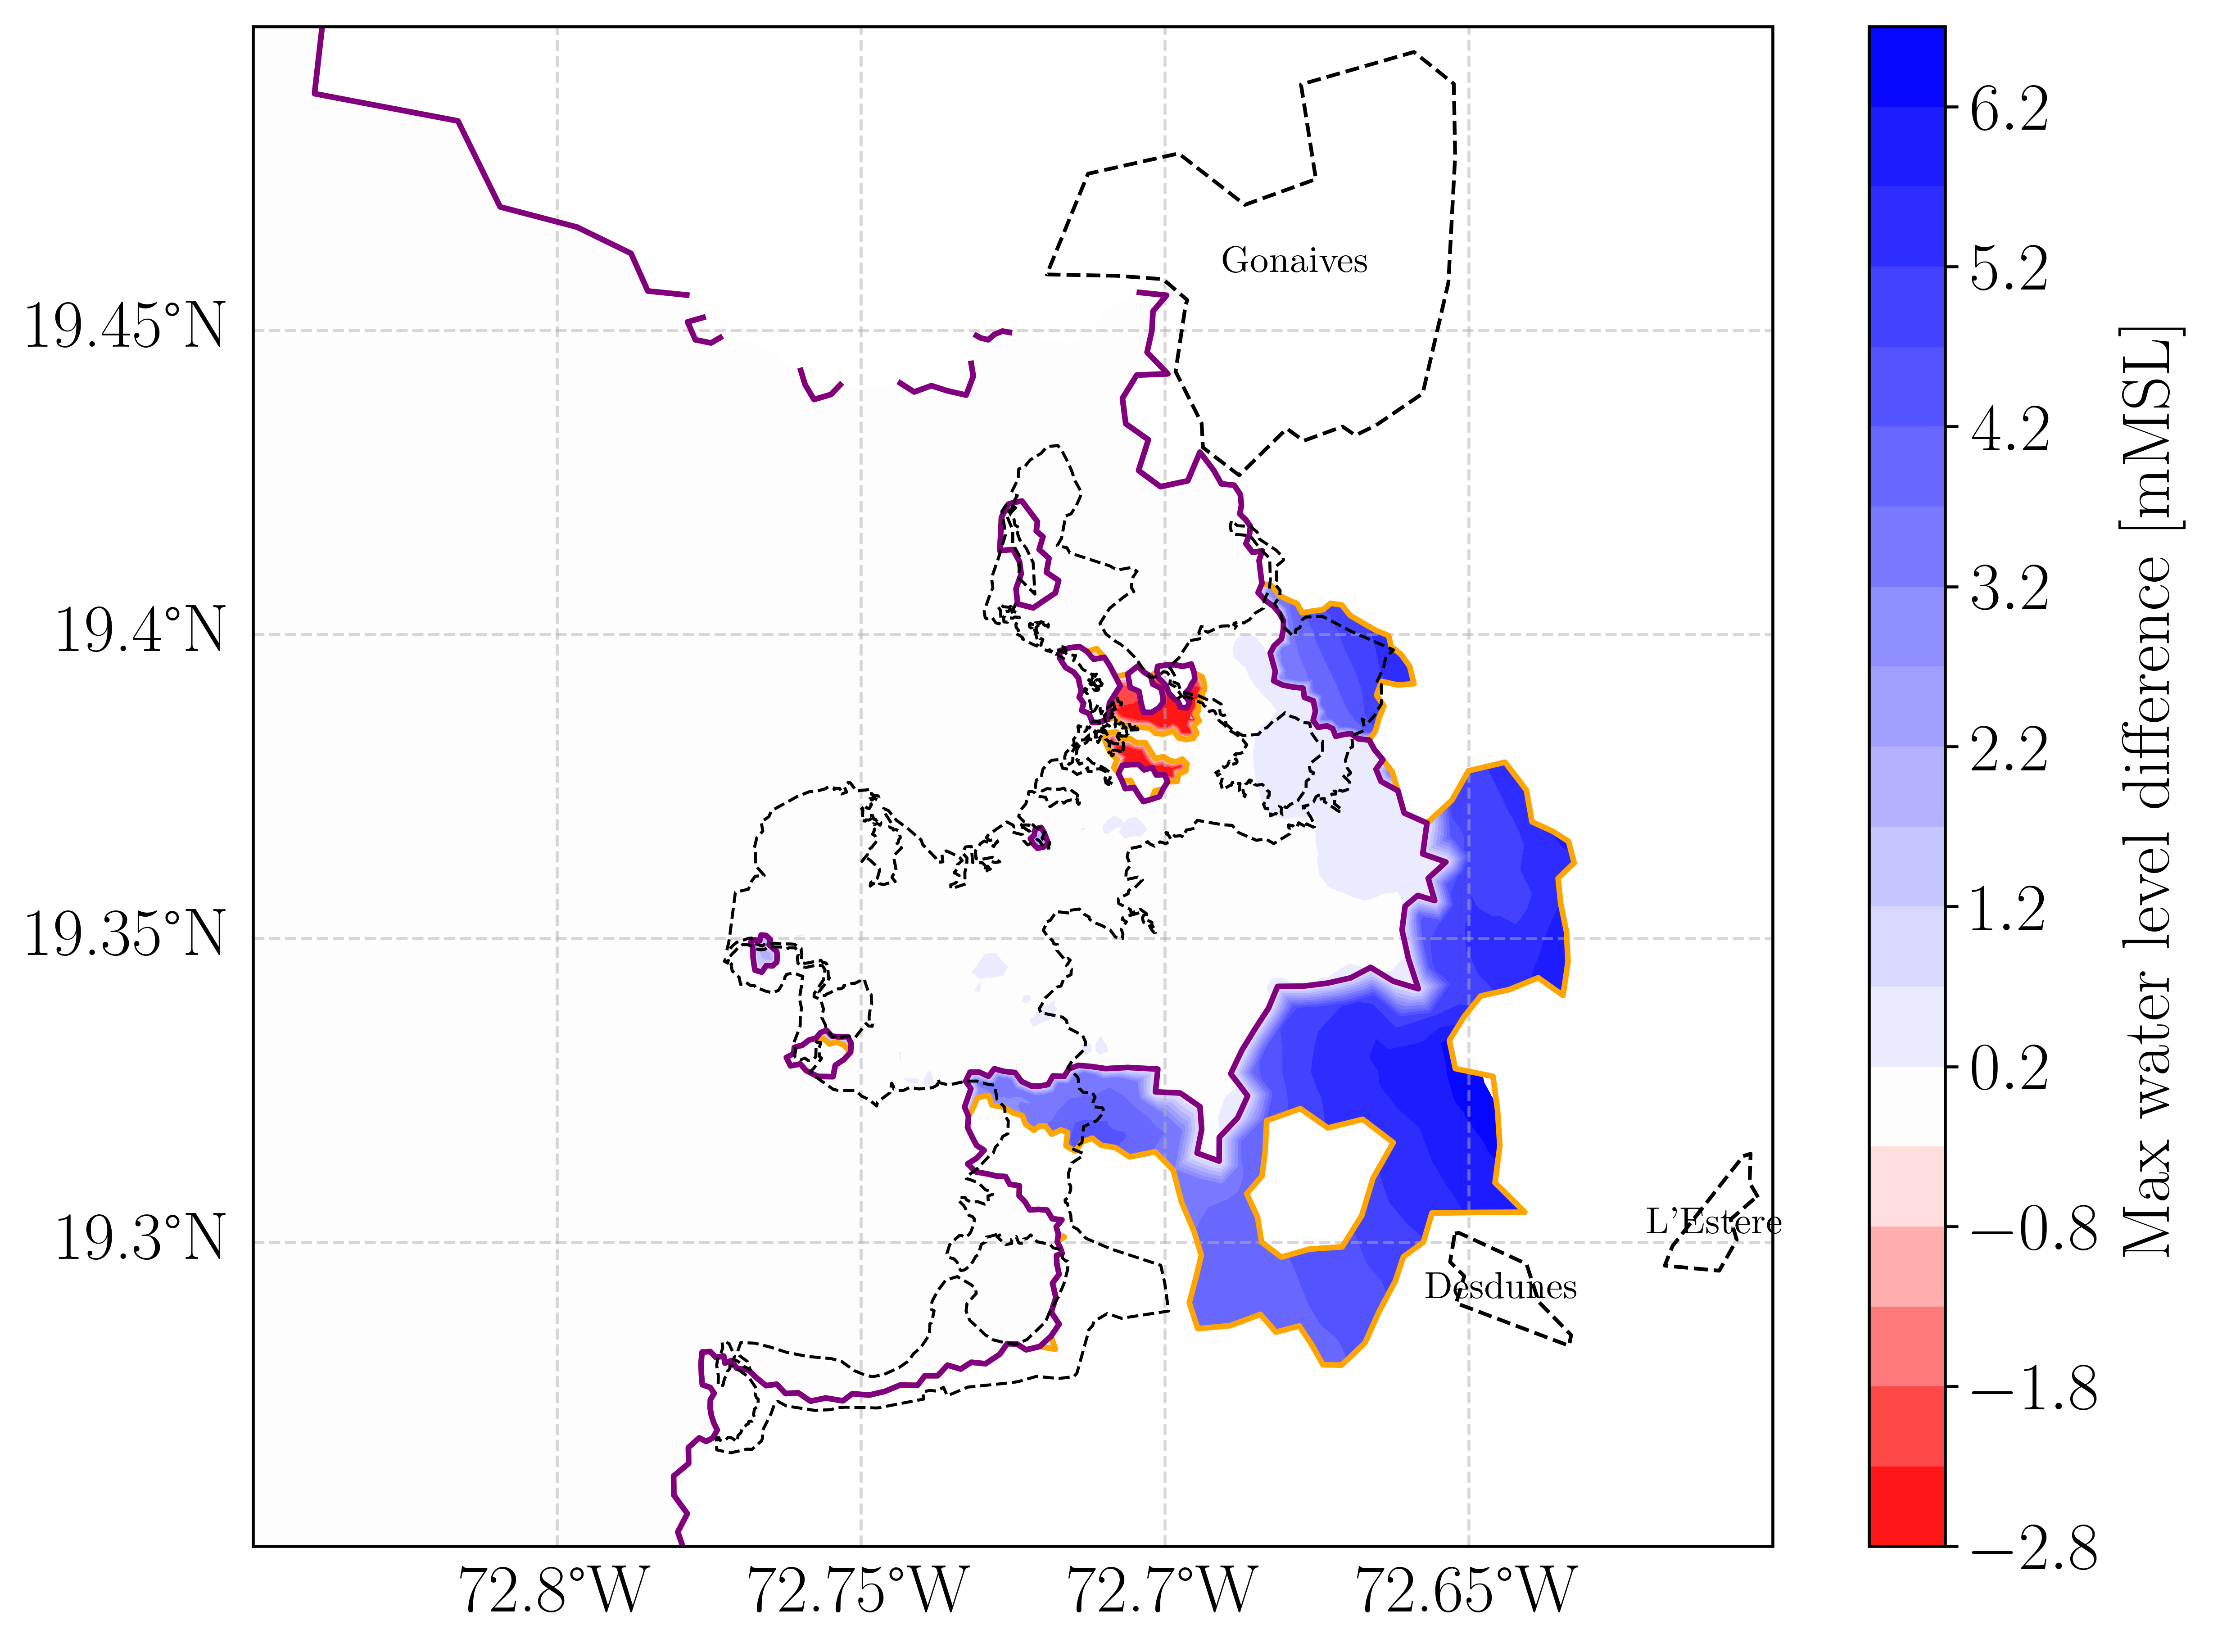 Gonaives
L'Estere
Desdunes
19.45°N
19.4°N
19.35°N
19.3°N
72.8°W
72.75°W
72.7°W
72.65°W
6.2
5.2
4.2
3.2
2.2
1.2
0.2
−0.8
−1.8
−2.8
Max water level difference [mMSL]